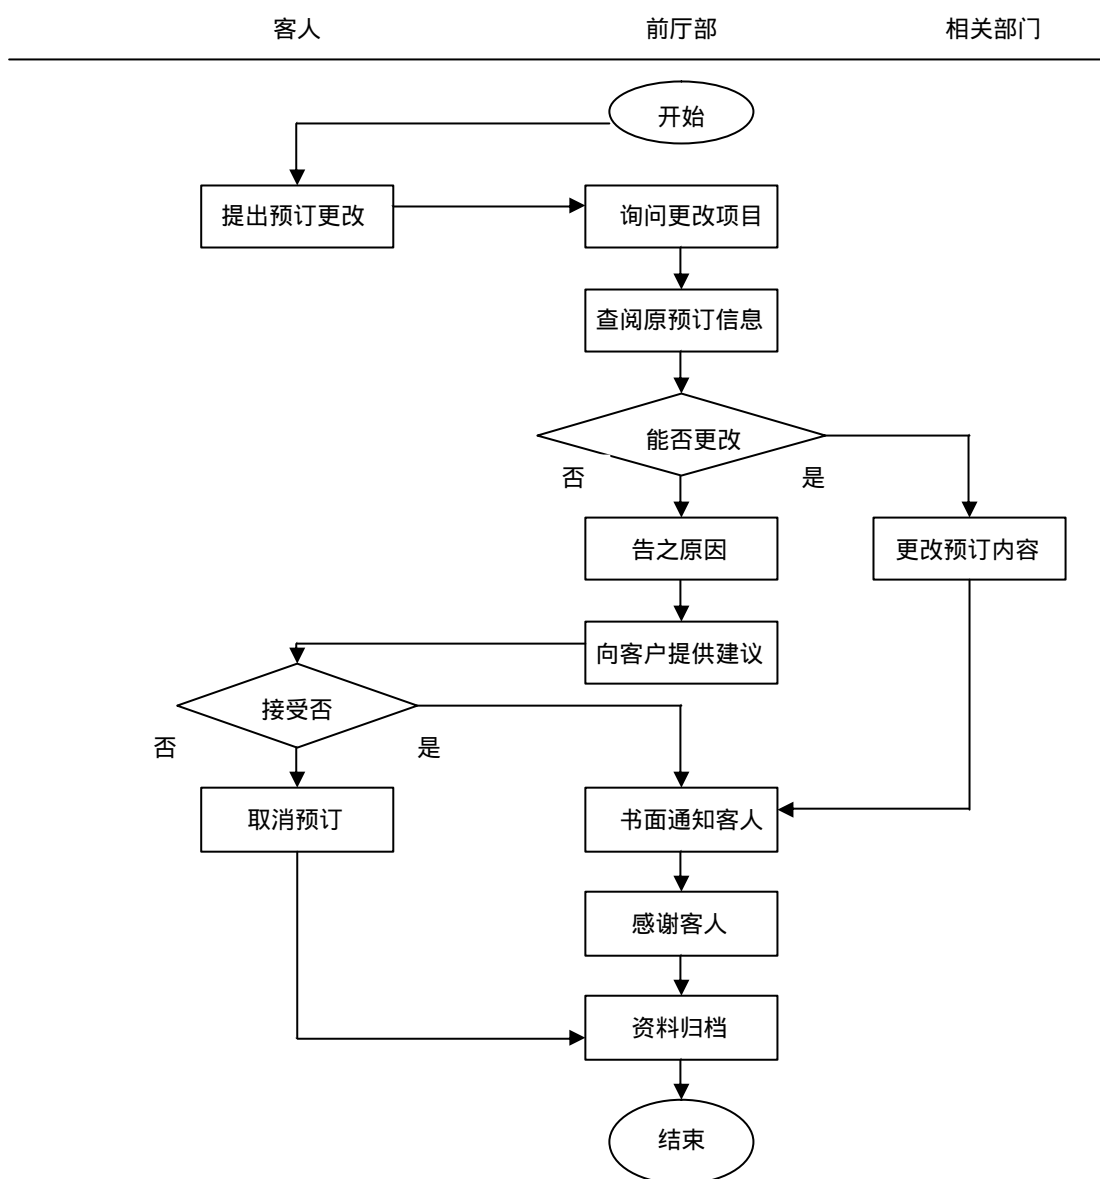 客人 前厅部 相关部门
开始
提出预订更改 询问更改项目
查阅原预订信息
能否更改
否 是
告之原因 更改预订内容
向客户提供建议
接受否
否 是
取消预订 书面通知客人
感谢客人
资料归档
结束